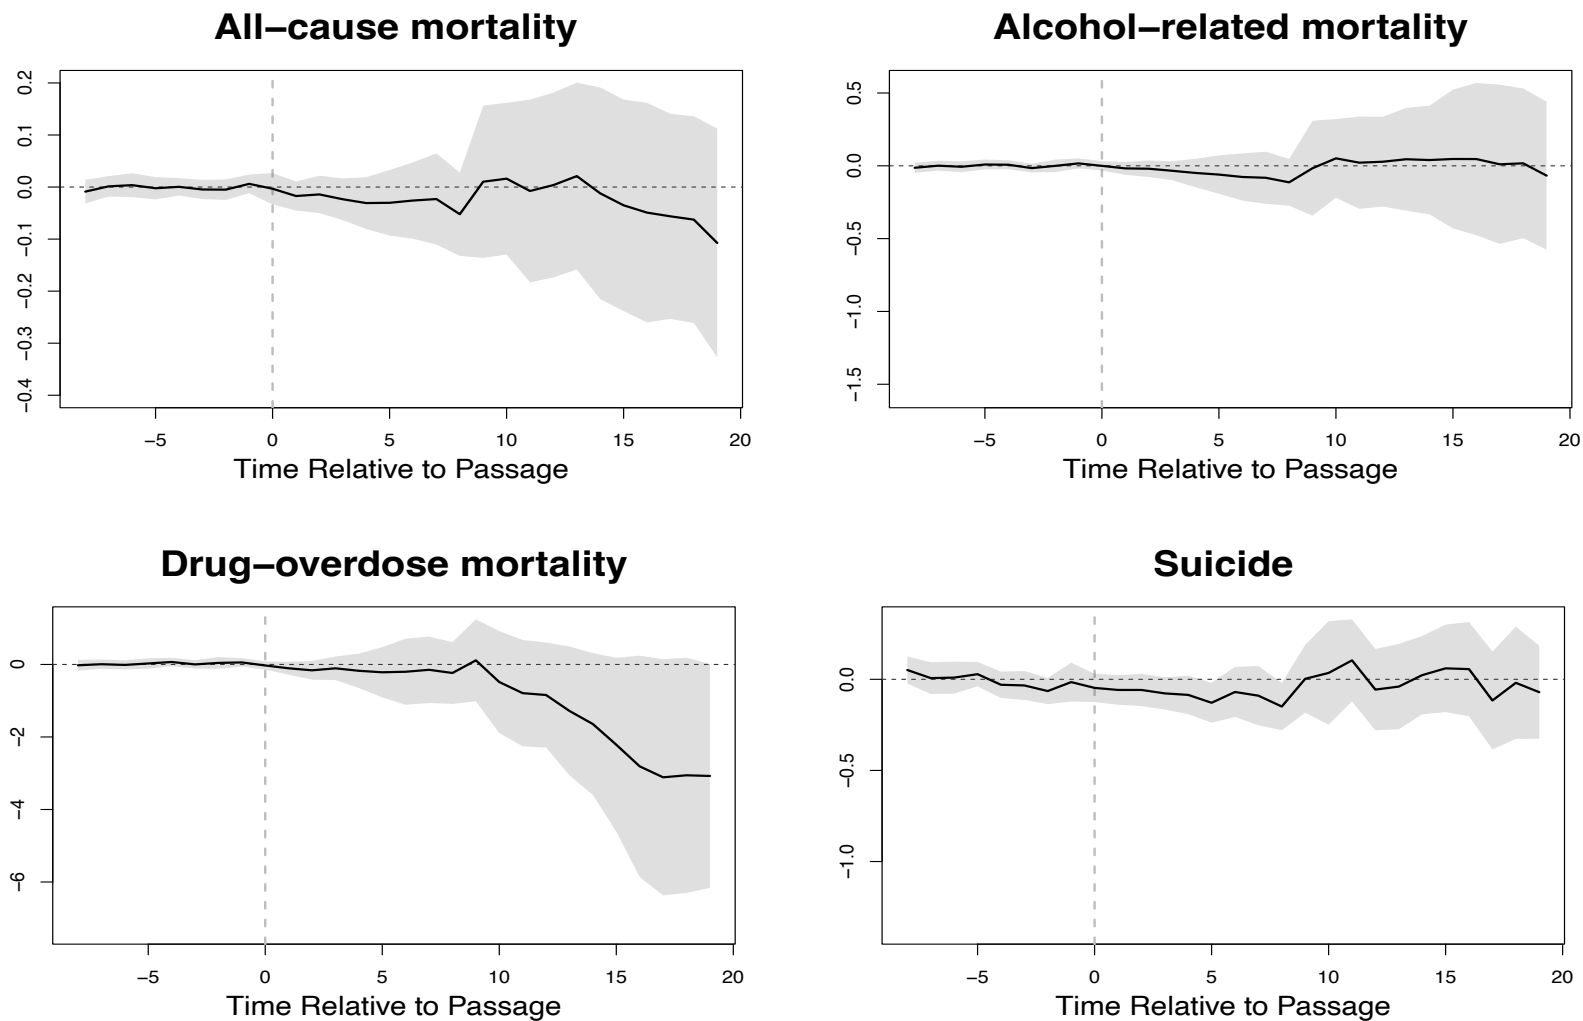 All−cause mortality
0.2
0.1
0.0
−0.1
−0.2
−0.3
−0.4
−5 0 5 10 15 20
Time Relative to Passage
Alcohol−related mortality
0.5
0.0
−0.5
−1.0
−1.5
−5 0 5 10 15 20
Time Relative to Passage
Drug−overdose mortality
0
−2
−4
−6
−5 0 5 10 15 20
Time Relative to Passage
Suicide
0.0
−0.5
−1.0
−5 0 5 10 15 20
Time Relative to Passage